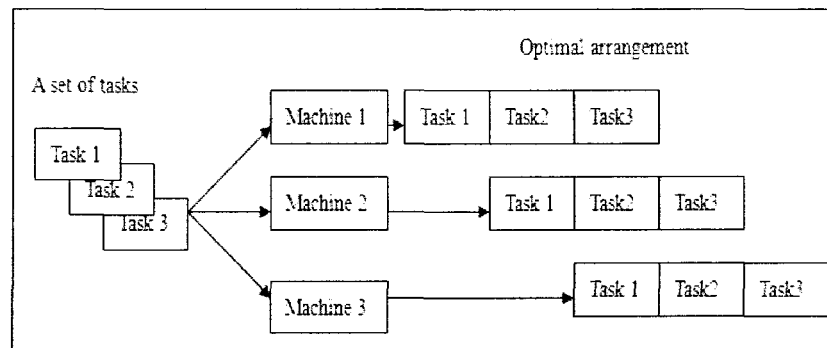 Optimal arrangement
A set of tasks
Machine 1
Task 1
Task2
Task3
Task 1
Task 2
Task 3
Machine 2
Task 1
Task2
Task3
Machine 3
Task 1
Task2
Task3